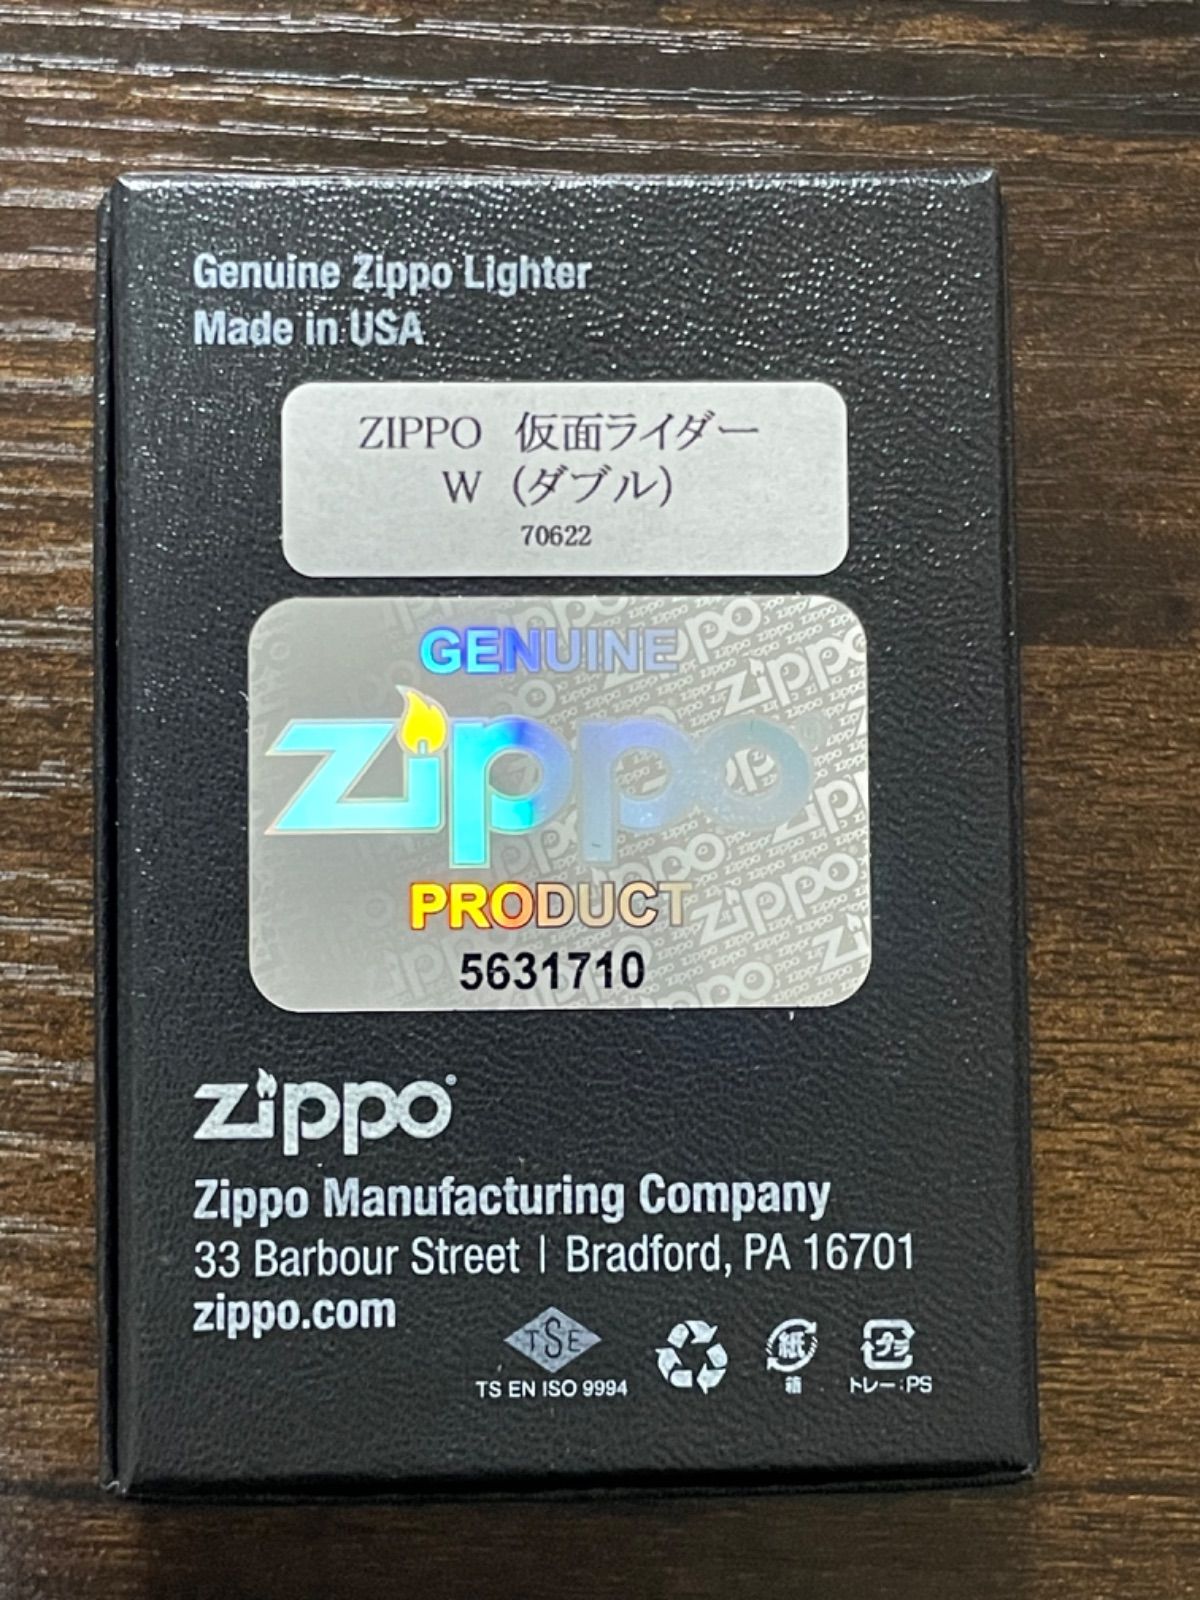 Genuine Zippo Lighter
Made in USA
ZIPPO 仮面ライダー
W（ダブル）
70622
GENUINE
zippo
PRODUCT
5631710
zippo
Zippo Manufacturing Company
33 Barbour Street | Bradford, PA 16701
zippo.com
TSE
TS EN ISO 9994
紙
箱
プラ
トレー:PS